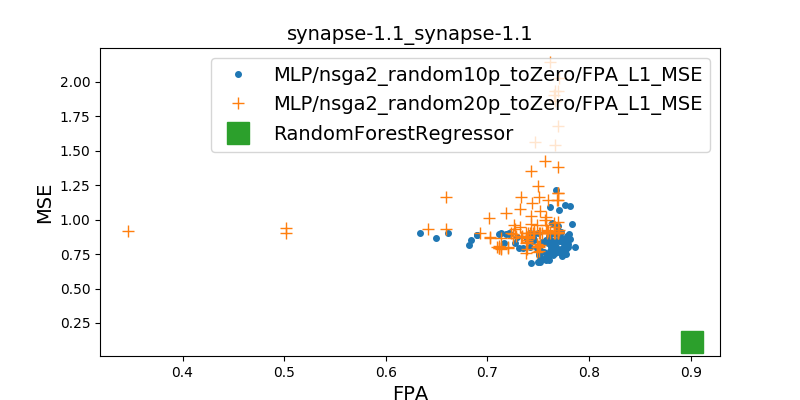 synapse-1.1_synapse-1.1
MLP/nsga2_random10p_toZero/FPA_L1_MSE
MLP/nsga2_random20p_toZero/FPA_L1_MSE
RandomForestRegressor
MSE
2.00
1.75
1.50
1.25
1.00
0.75
0.50
0.25
0.4 0.5 0.6 0.7 0.8 0.9
FPA